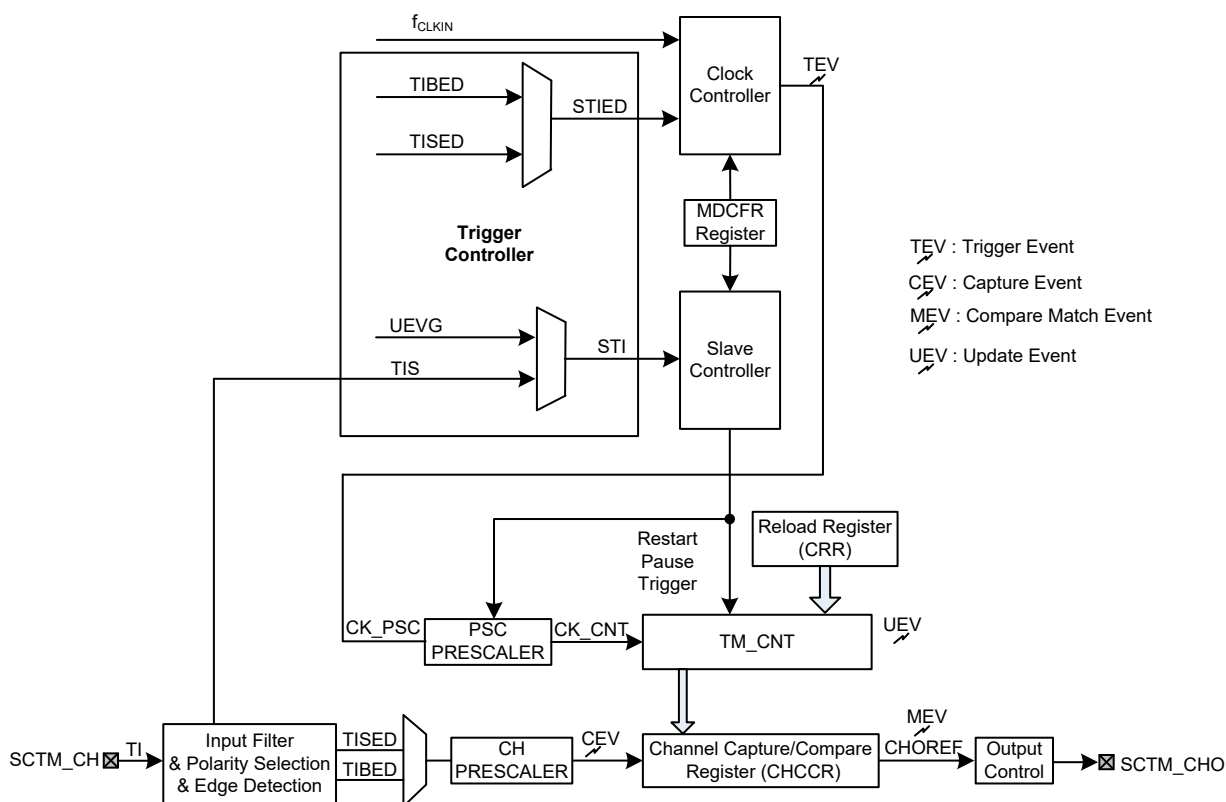 fCLKIN
TEV
Clock
Controller
TIBED
STIED
TISED
MDCFR
Register
Trigger
Controller
TEV : Trigger Event
CEV : Capture Event
MEV : Compare Match Event
UEV : Update Event
UEVG
STI
TIS
Slave
Controller
Restart
Pause
Trigger
Reload Register
(CRR)
CK_PSC
PSC
PRESCALER
CK_CNT
TM_CNT
UEV
SCTM_CH
TI
Input Filter
& Polarity Selection
& Edge Detection
TISED
TIBED
CH
PRESCALER
CEV
Channel Capture/Compare
Register (CHCCR)
MEV
CHOREF
Output
Control
SCTM_CHO